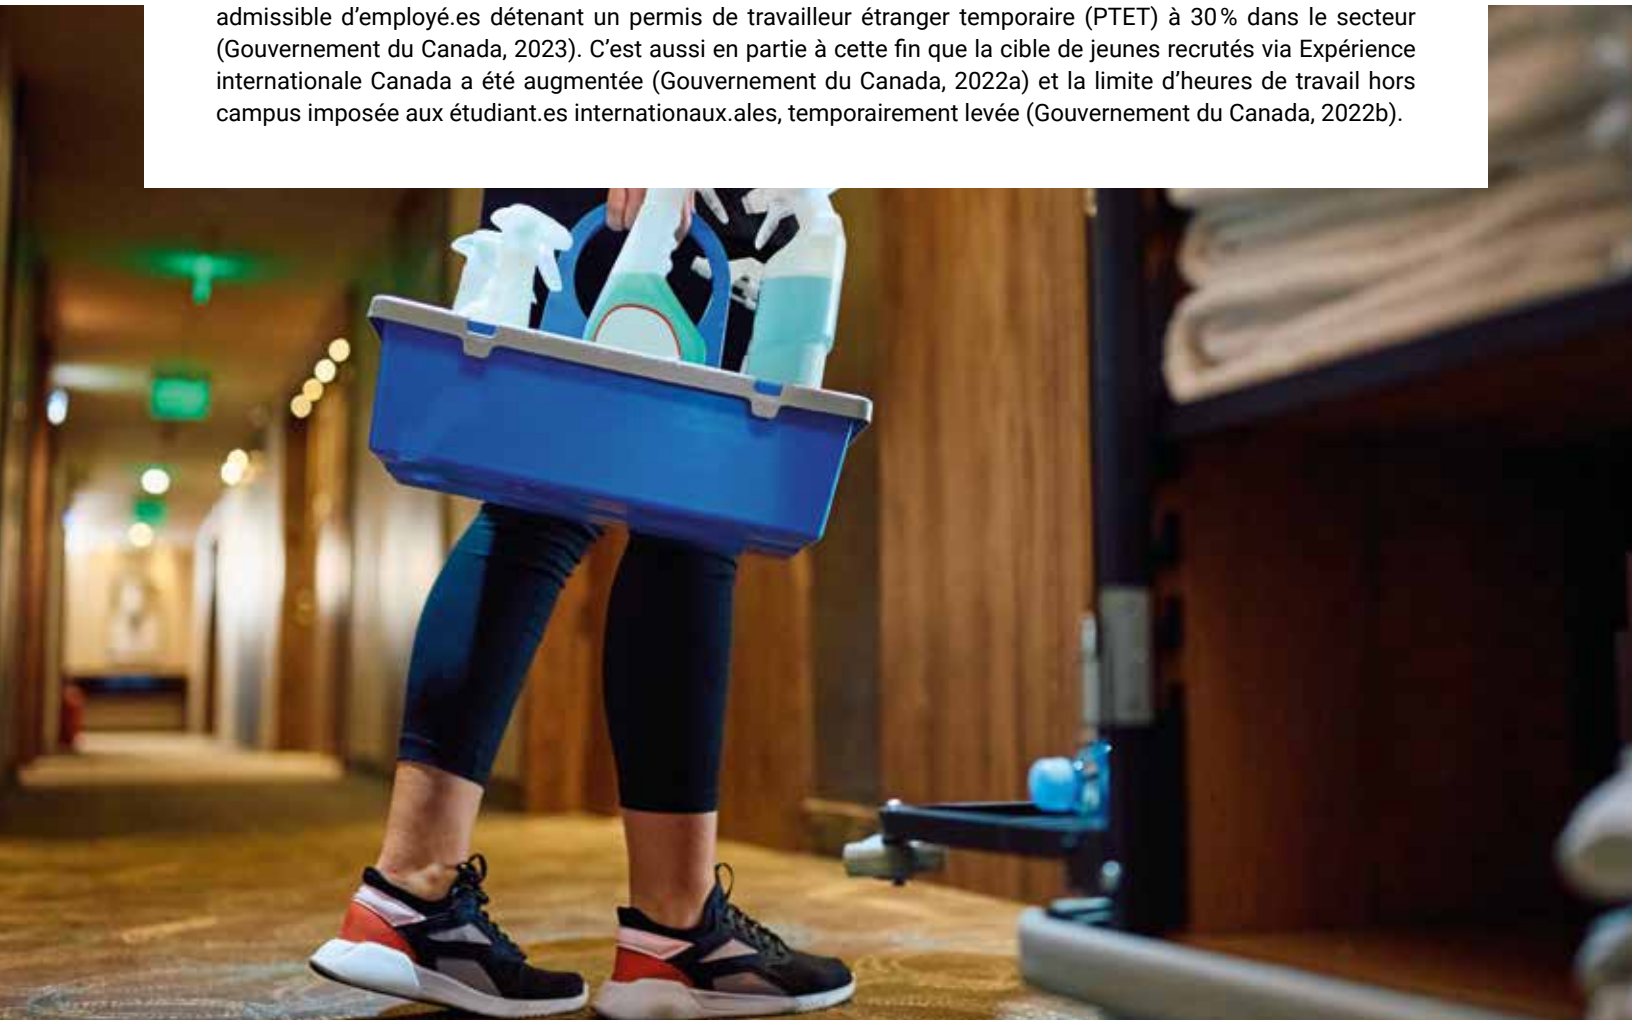 admissible d’employé.es détenant un permis de travailleur étranger temporaire (PTET) à 30 % dans le secteur
(Gouvernement du Canada, 2023). C’est aussi en partie à cette fin que la cible de jeunes recrutés via Expérience
internationale Canada a été augmentée (Gouvernement du Canada, 2022a) et la limite d’heures de travail hors
campus imposée aux étudiant.es internationaux.ales, temporairement levée (Gouvernement du Canada, 2022b).